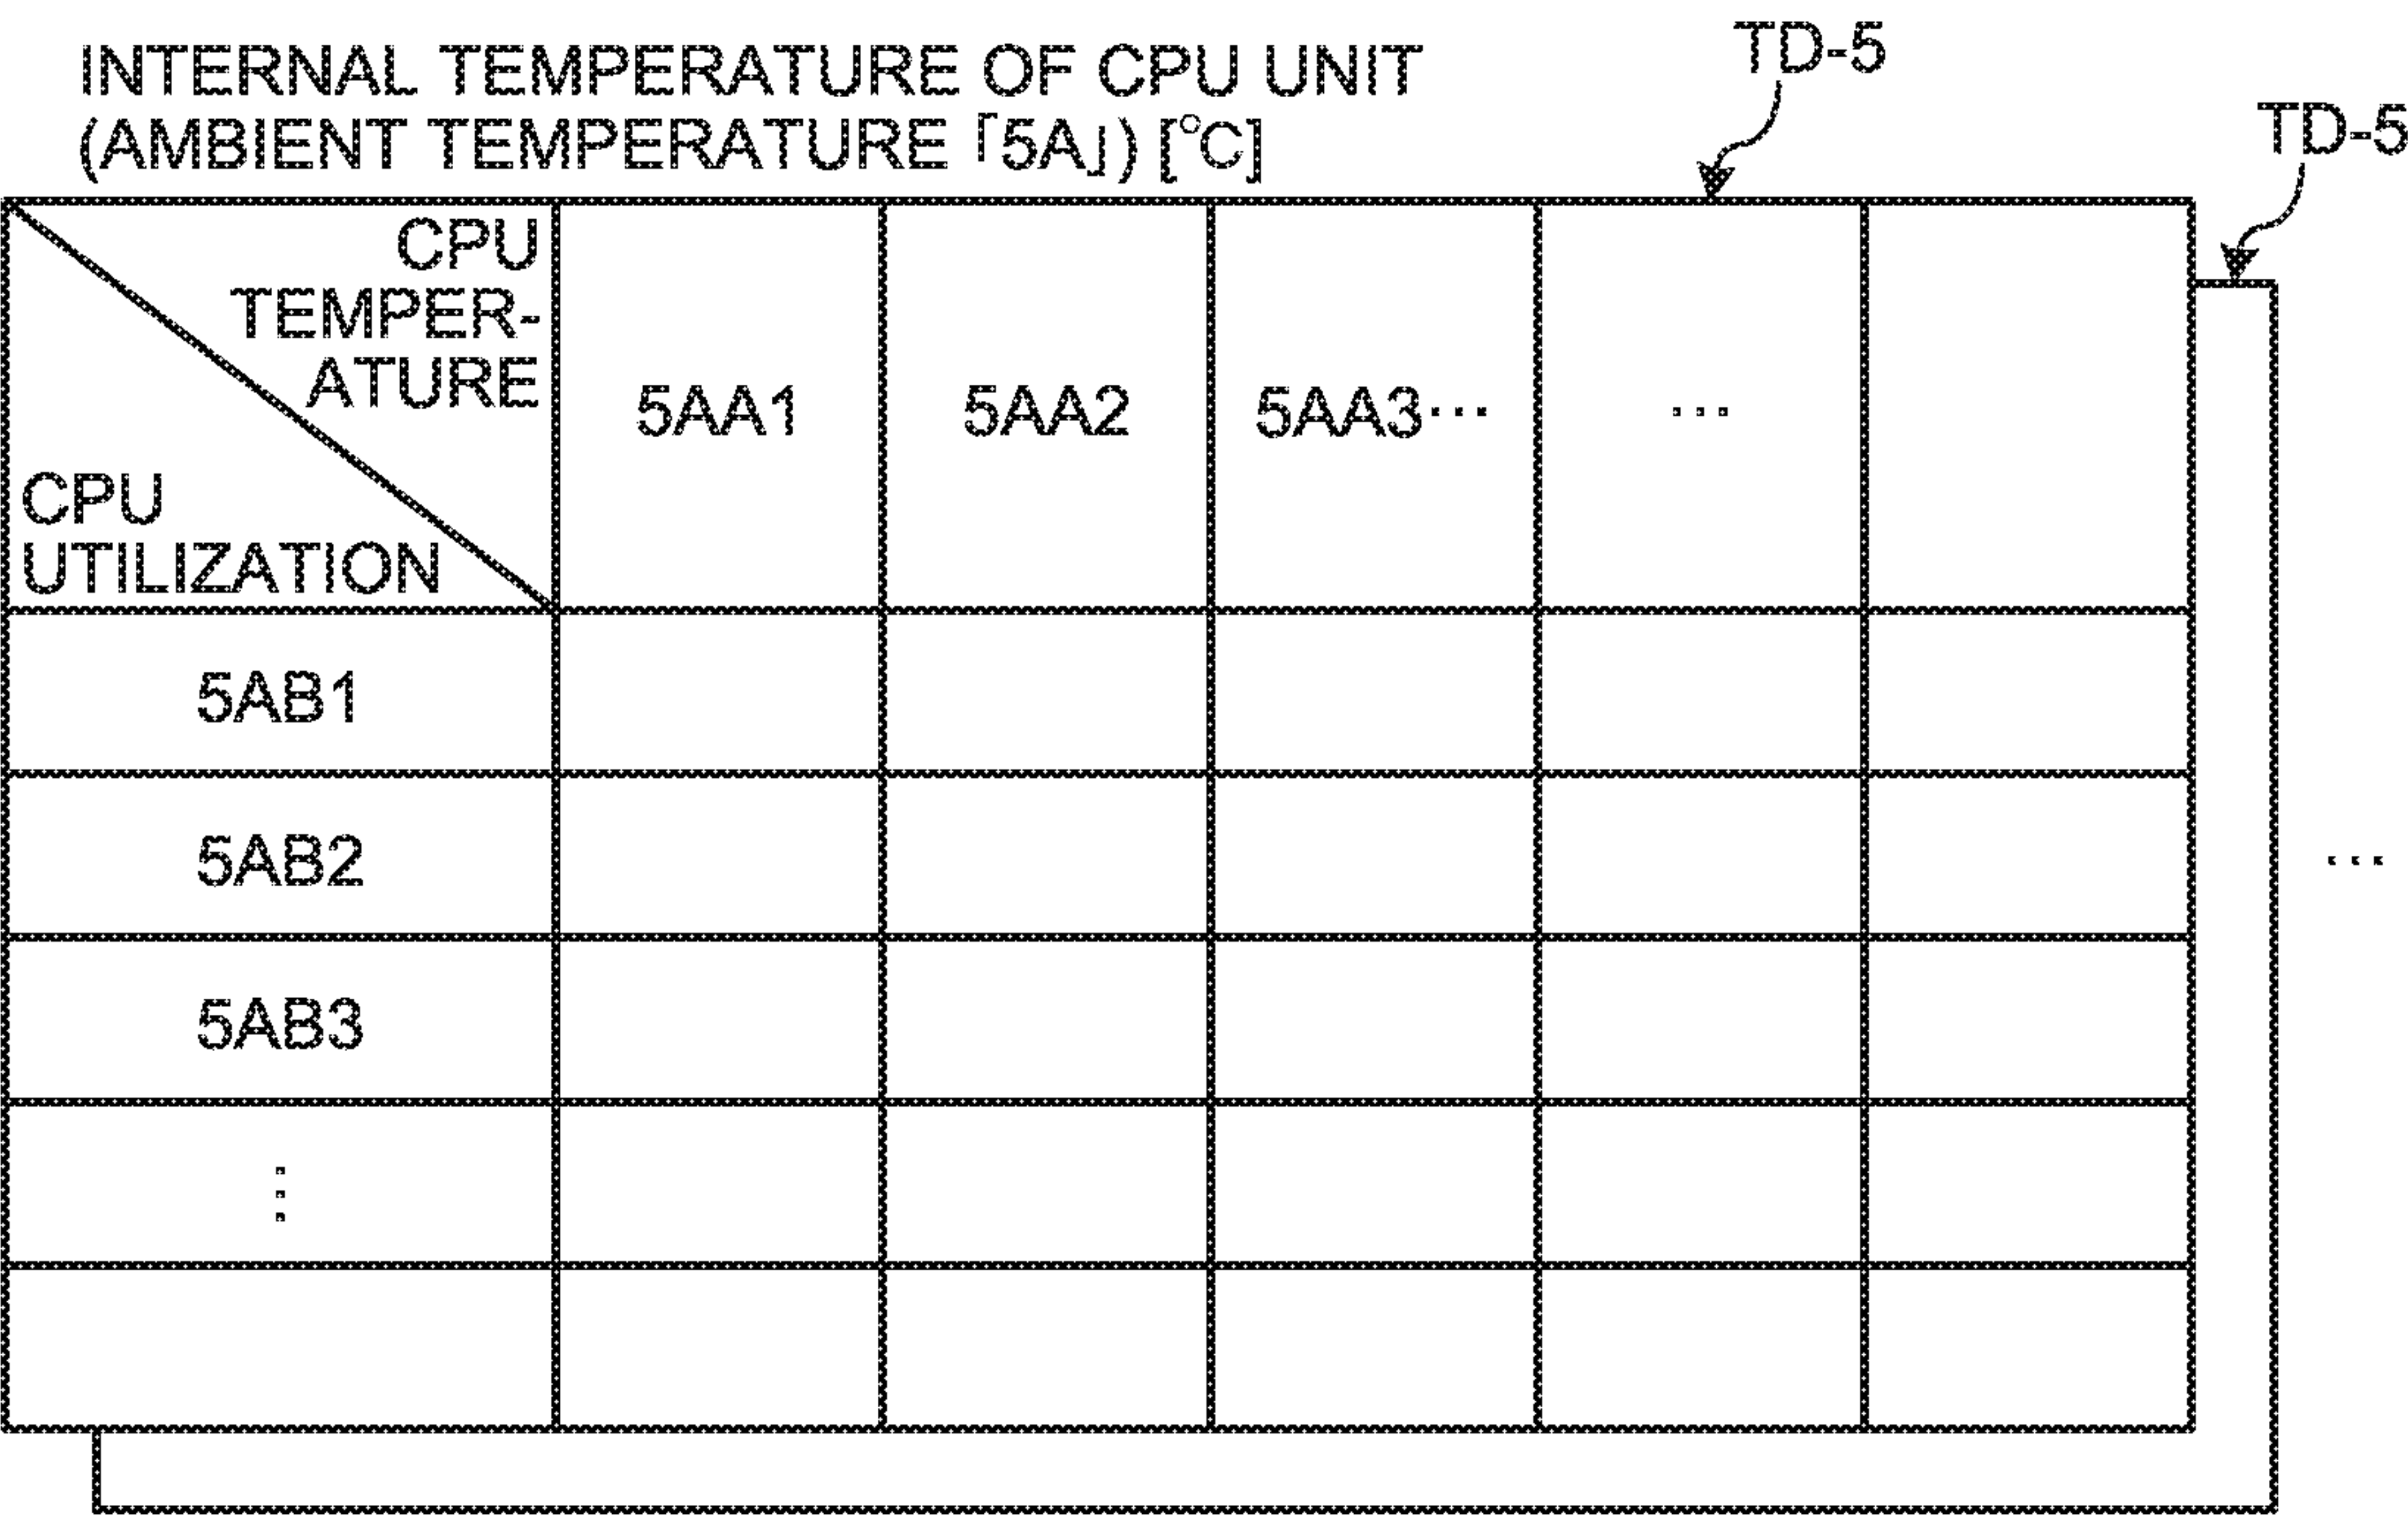 TD-5
INTERNAL TEMPERATURE OF CPU UNIT
(AMBIENT TEMPERATURE 「5A」) [℃]
TD-5
CPU
TEMPER-
ATURE
CPU
UTILIZATION
5AA1
5AA2
5AA3…
…
5AB1
5AB2
…
5AB3
⋮